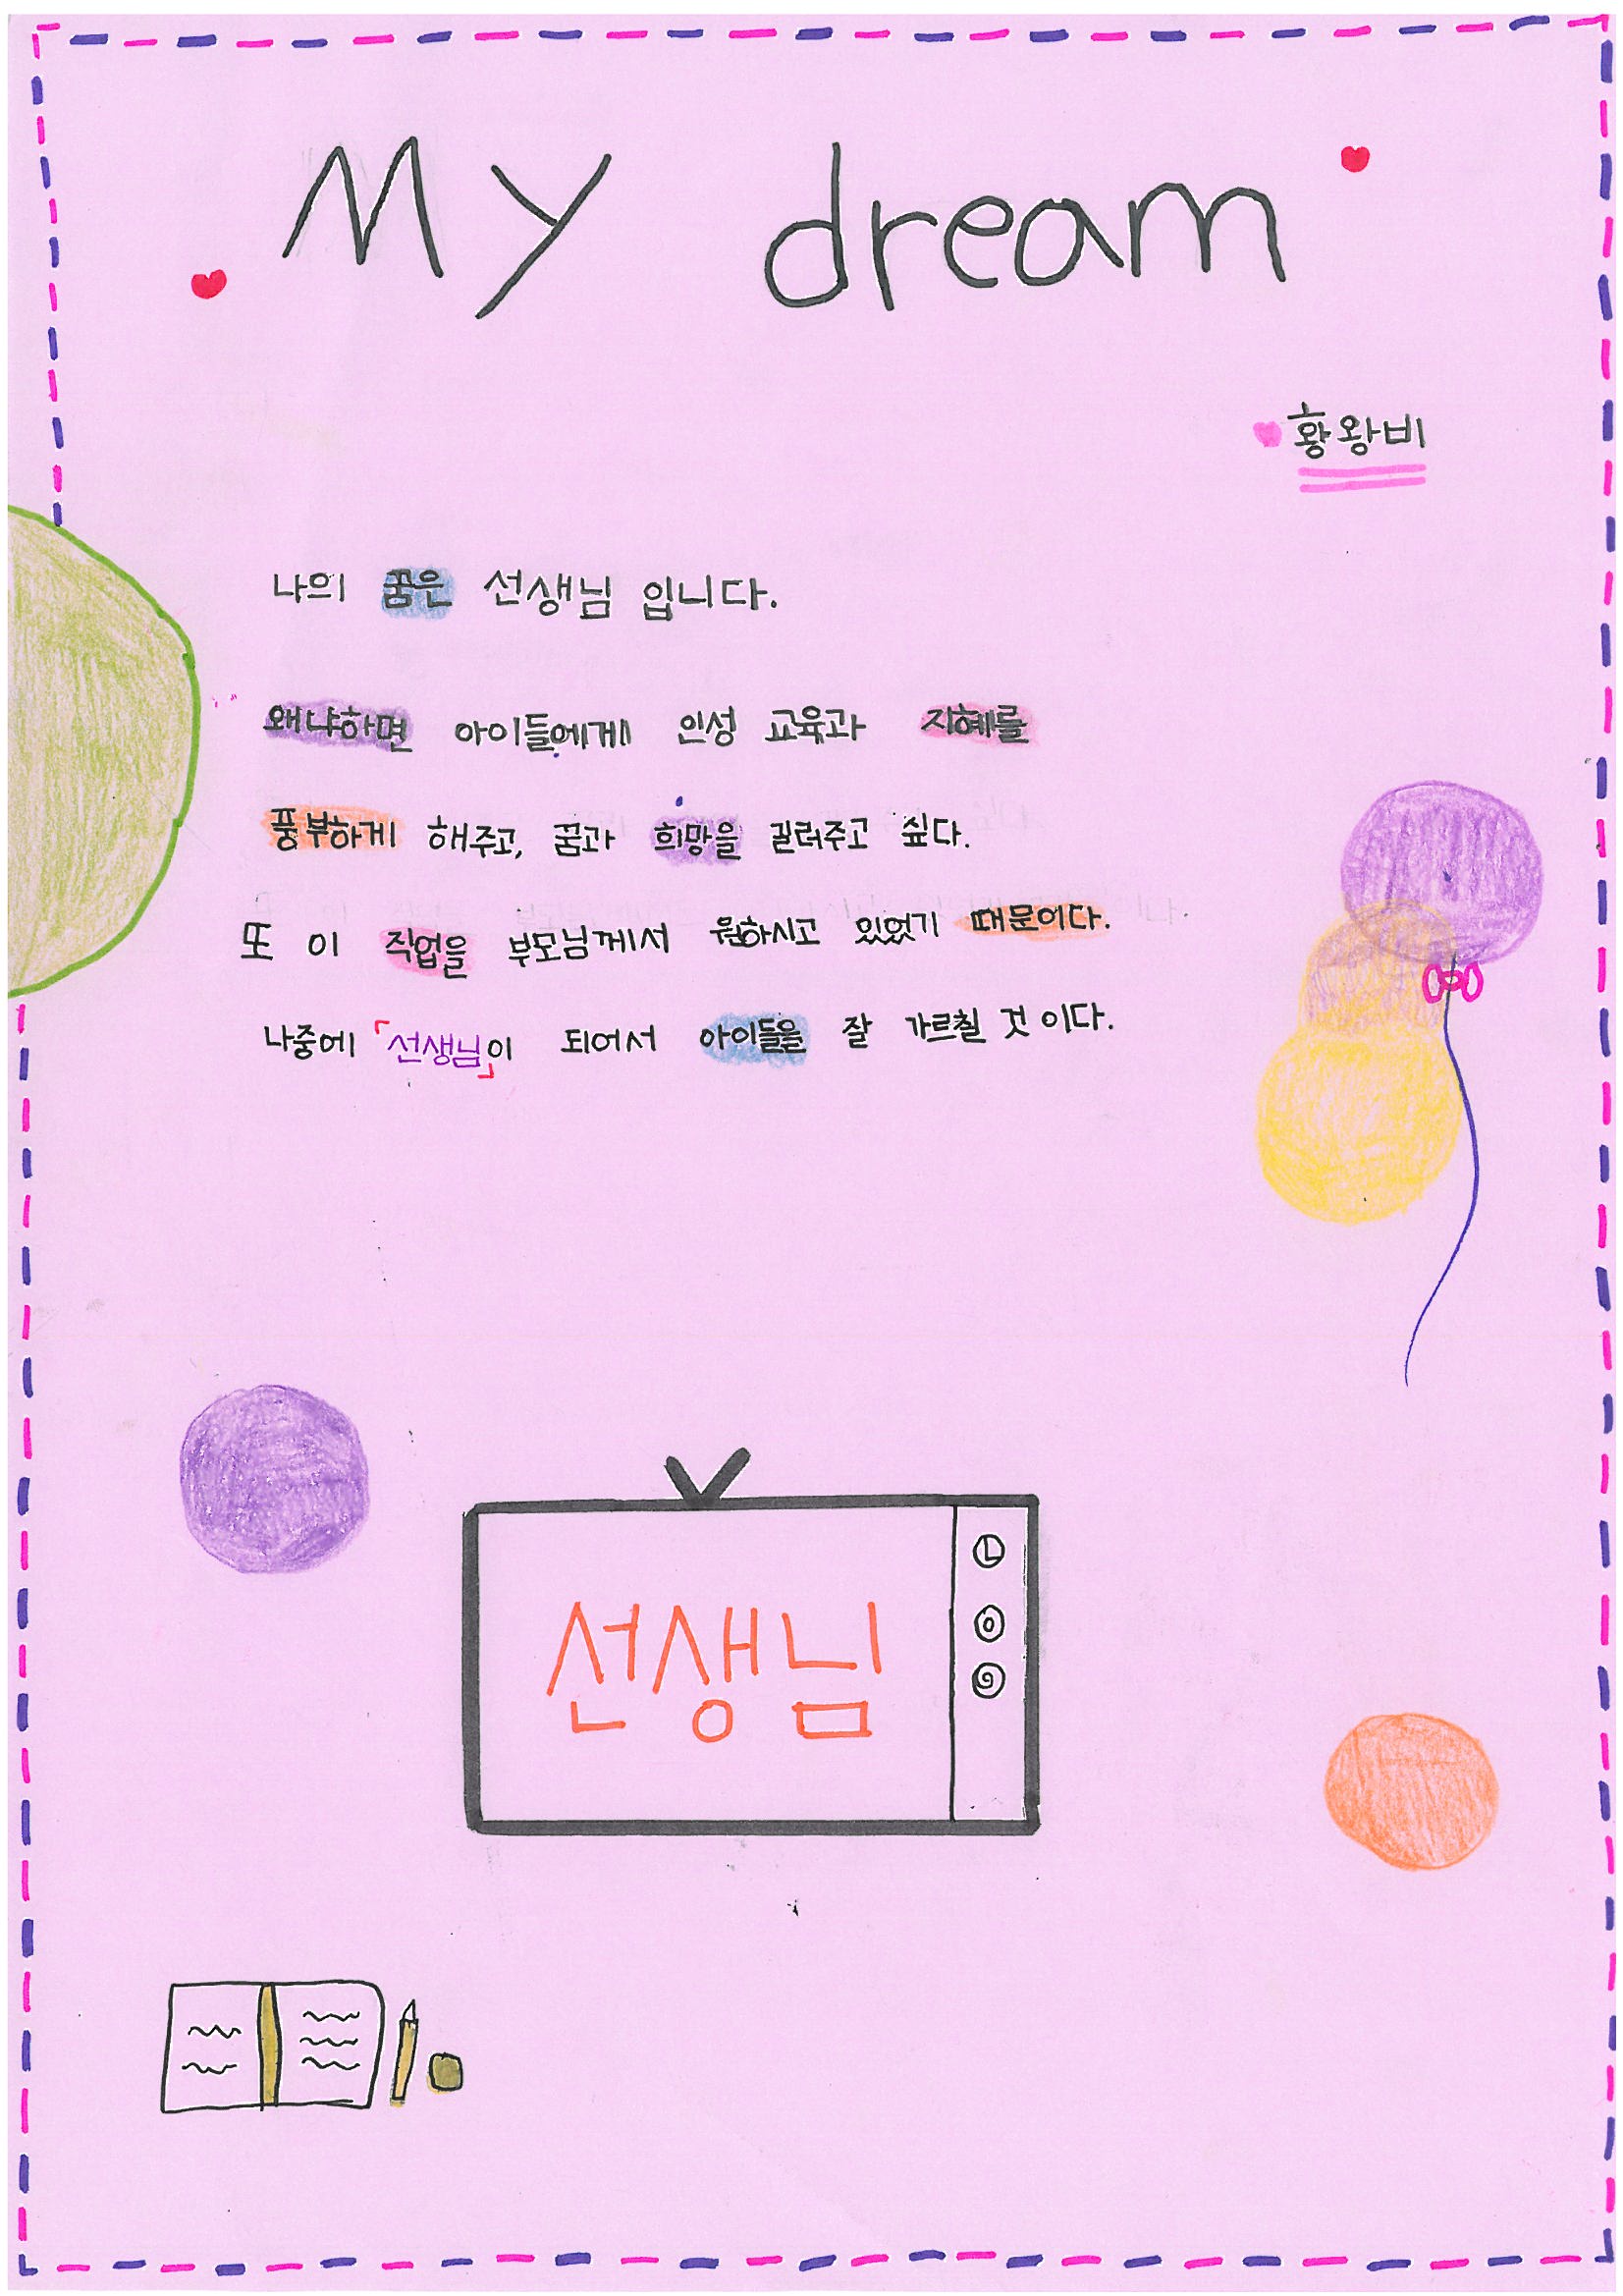 My dream
황왕비
나의 꿈은 선생님 입니다.
왜냐하면 아이들에게 인성 교육과 지혜를
풍부하게 해주고, 꿈과 희망을 길러주고 싶다.
또 이 직업을 부모님께서 원하시고 있었기 때문이다.
나중에 「선생님」이 되어서 아이들을 잘 가르칠 것 이다.
선생님